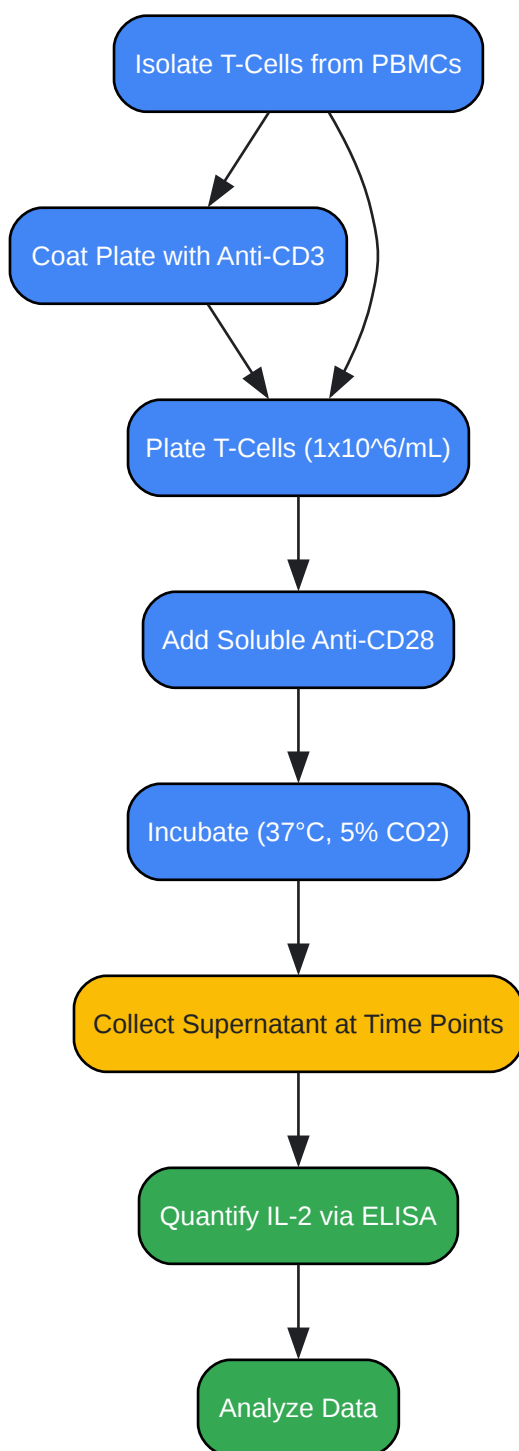 Isolate T-Cells from PBMCs
Coat Plate with Anti-CD3
Plate T-Cells (1x10^6/mL)
Add Soluble Anti-CD28
Incubate (37°C, 5% CO2)
Collect Supernatant at Time Points
Quantify IL-2 via ELISA
Analyze Data